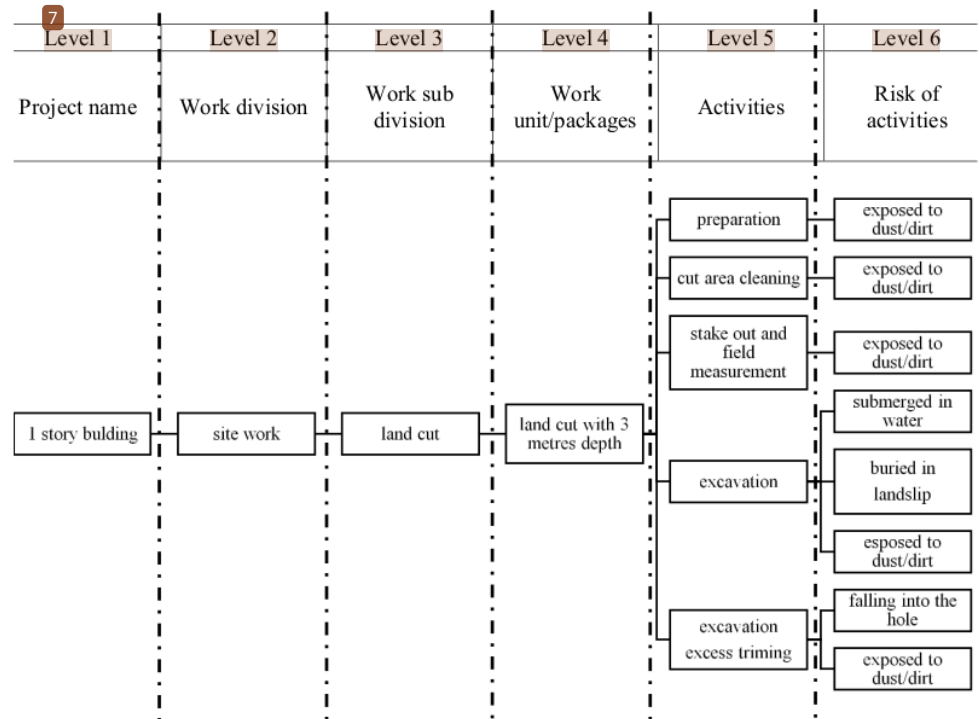 7
Level 1 Level 2 Level 3 Level 4 Level 5 Level 6
Project name
Work division
Work sub
division
Work
unit/packages
Activities
Risk of
activities
1 story bulding
site work
land cut
land cut with 3
metres depth
preparation
exposed to
dust/dirt
cut area cleaning
exposed to
dust/dirt
stake out and
field
measurement
exposed to
dust/dirt
excavation
submerged in
water
buried in
landslip
esposed to
dust/dirt
excavation
excess triming
falling into the
hole
exposed to
dust/dirt